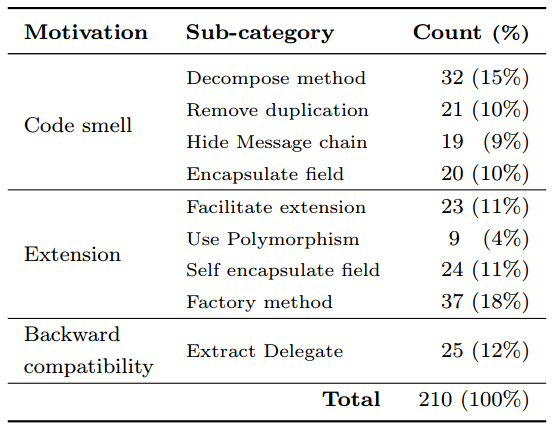 Motivation Sub-category Count (%)
Code smell
Decompose method 32 (15%)
Remove duplication 21 (10%)
Hide Message chain 19 (9%)
Encapsulate field 20 (10%)
Extension
Facilitate extension 23 (11%)
Use Polymorphism 9 (4%)
Self encapsulate field 24 (11%)
Factory method 37 (18%)
Backward
compatibility
Extract Delegate 25 (12%)
Total 210 (100%)